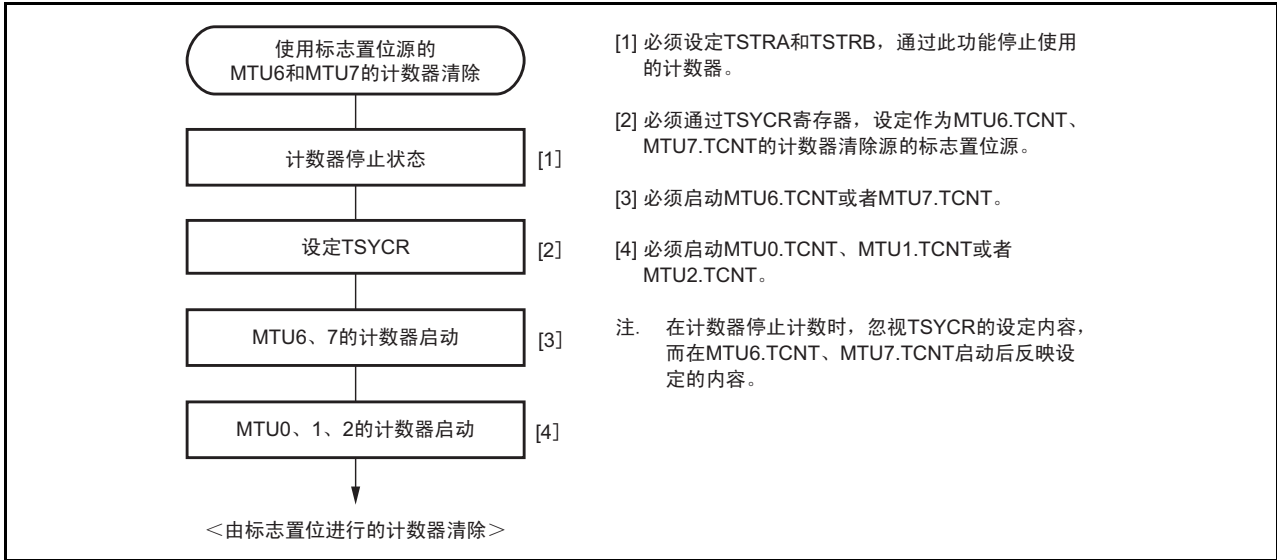 使用标志置位源的
MTU6和MTU7的计数器清除
计数器停止状态
[1]
设定TSYCR
[2]
MTU6、7的计数器启动
[3]
MTU0、1、2的计数器启动
[4]
＜由标志置位进行的计数器清除＞
[1] 必须设定TSTRA和TSTRB，通过此功能停止使用
的计数器。
[2] 必须通过TSYCR寄存器，设定作为MTU6.TCNT、
MTU7.TCNT的计数器清除源的标志置位源。
[3] 必须启动MTU6.TCNT或者MTU7.TCNT。
[4] 必须启动MTU0.TCNT、MTU1.TCNT或者
MTU2.TCNT。
注. 在计数器停止计数时，忽视TSYCR的设定内容，
而在MTU6.TCNT、MTU7.TCNT启动后反映设
定的内容。